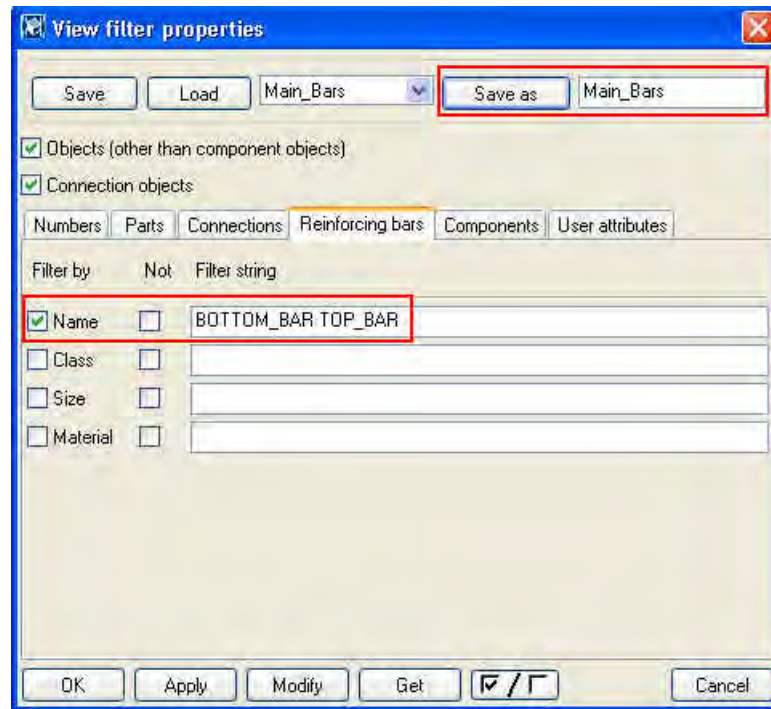 View filter properties
Save Load Main_Bars Save as Main_Bars
Objects (other than component objects)
Connection objects
Numbers Parts Connections Reinforcing bars Components User attributes
Filter by Not Filter string
Name BOTTOM_BAR TOP_BAR
Class
Size
Material
OK Apply Modify Get / Cancel